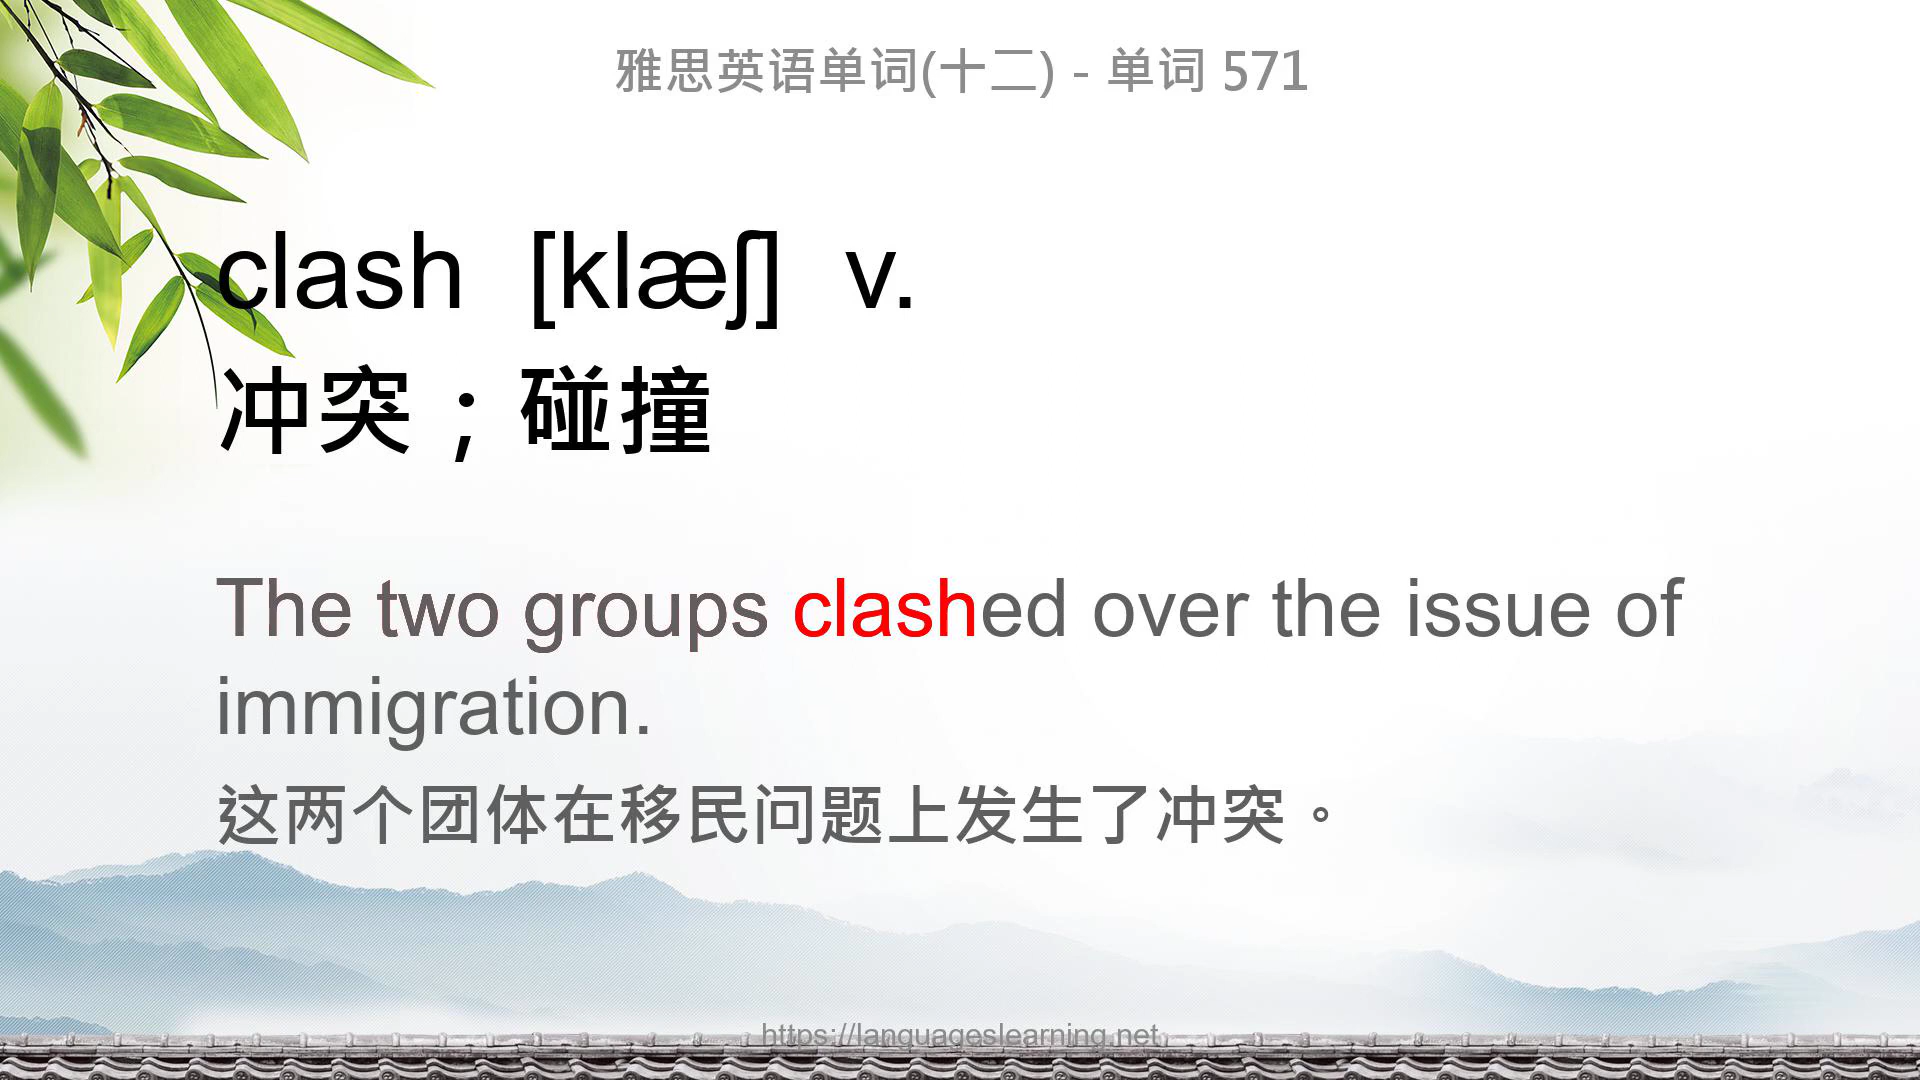 雅思英语单词(十二) - 单词 571
clash [klæʃ] v.
冲突；碰撞
The two groups clashed over the issue of
immigration.
这两个团体在移民问题上发生了冲突。
https://languageslearning.net